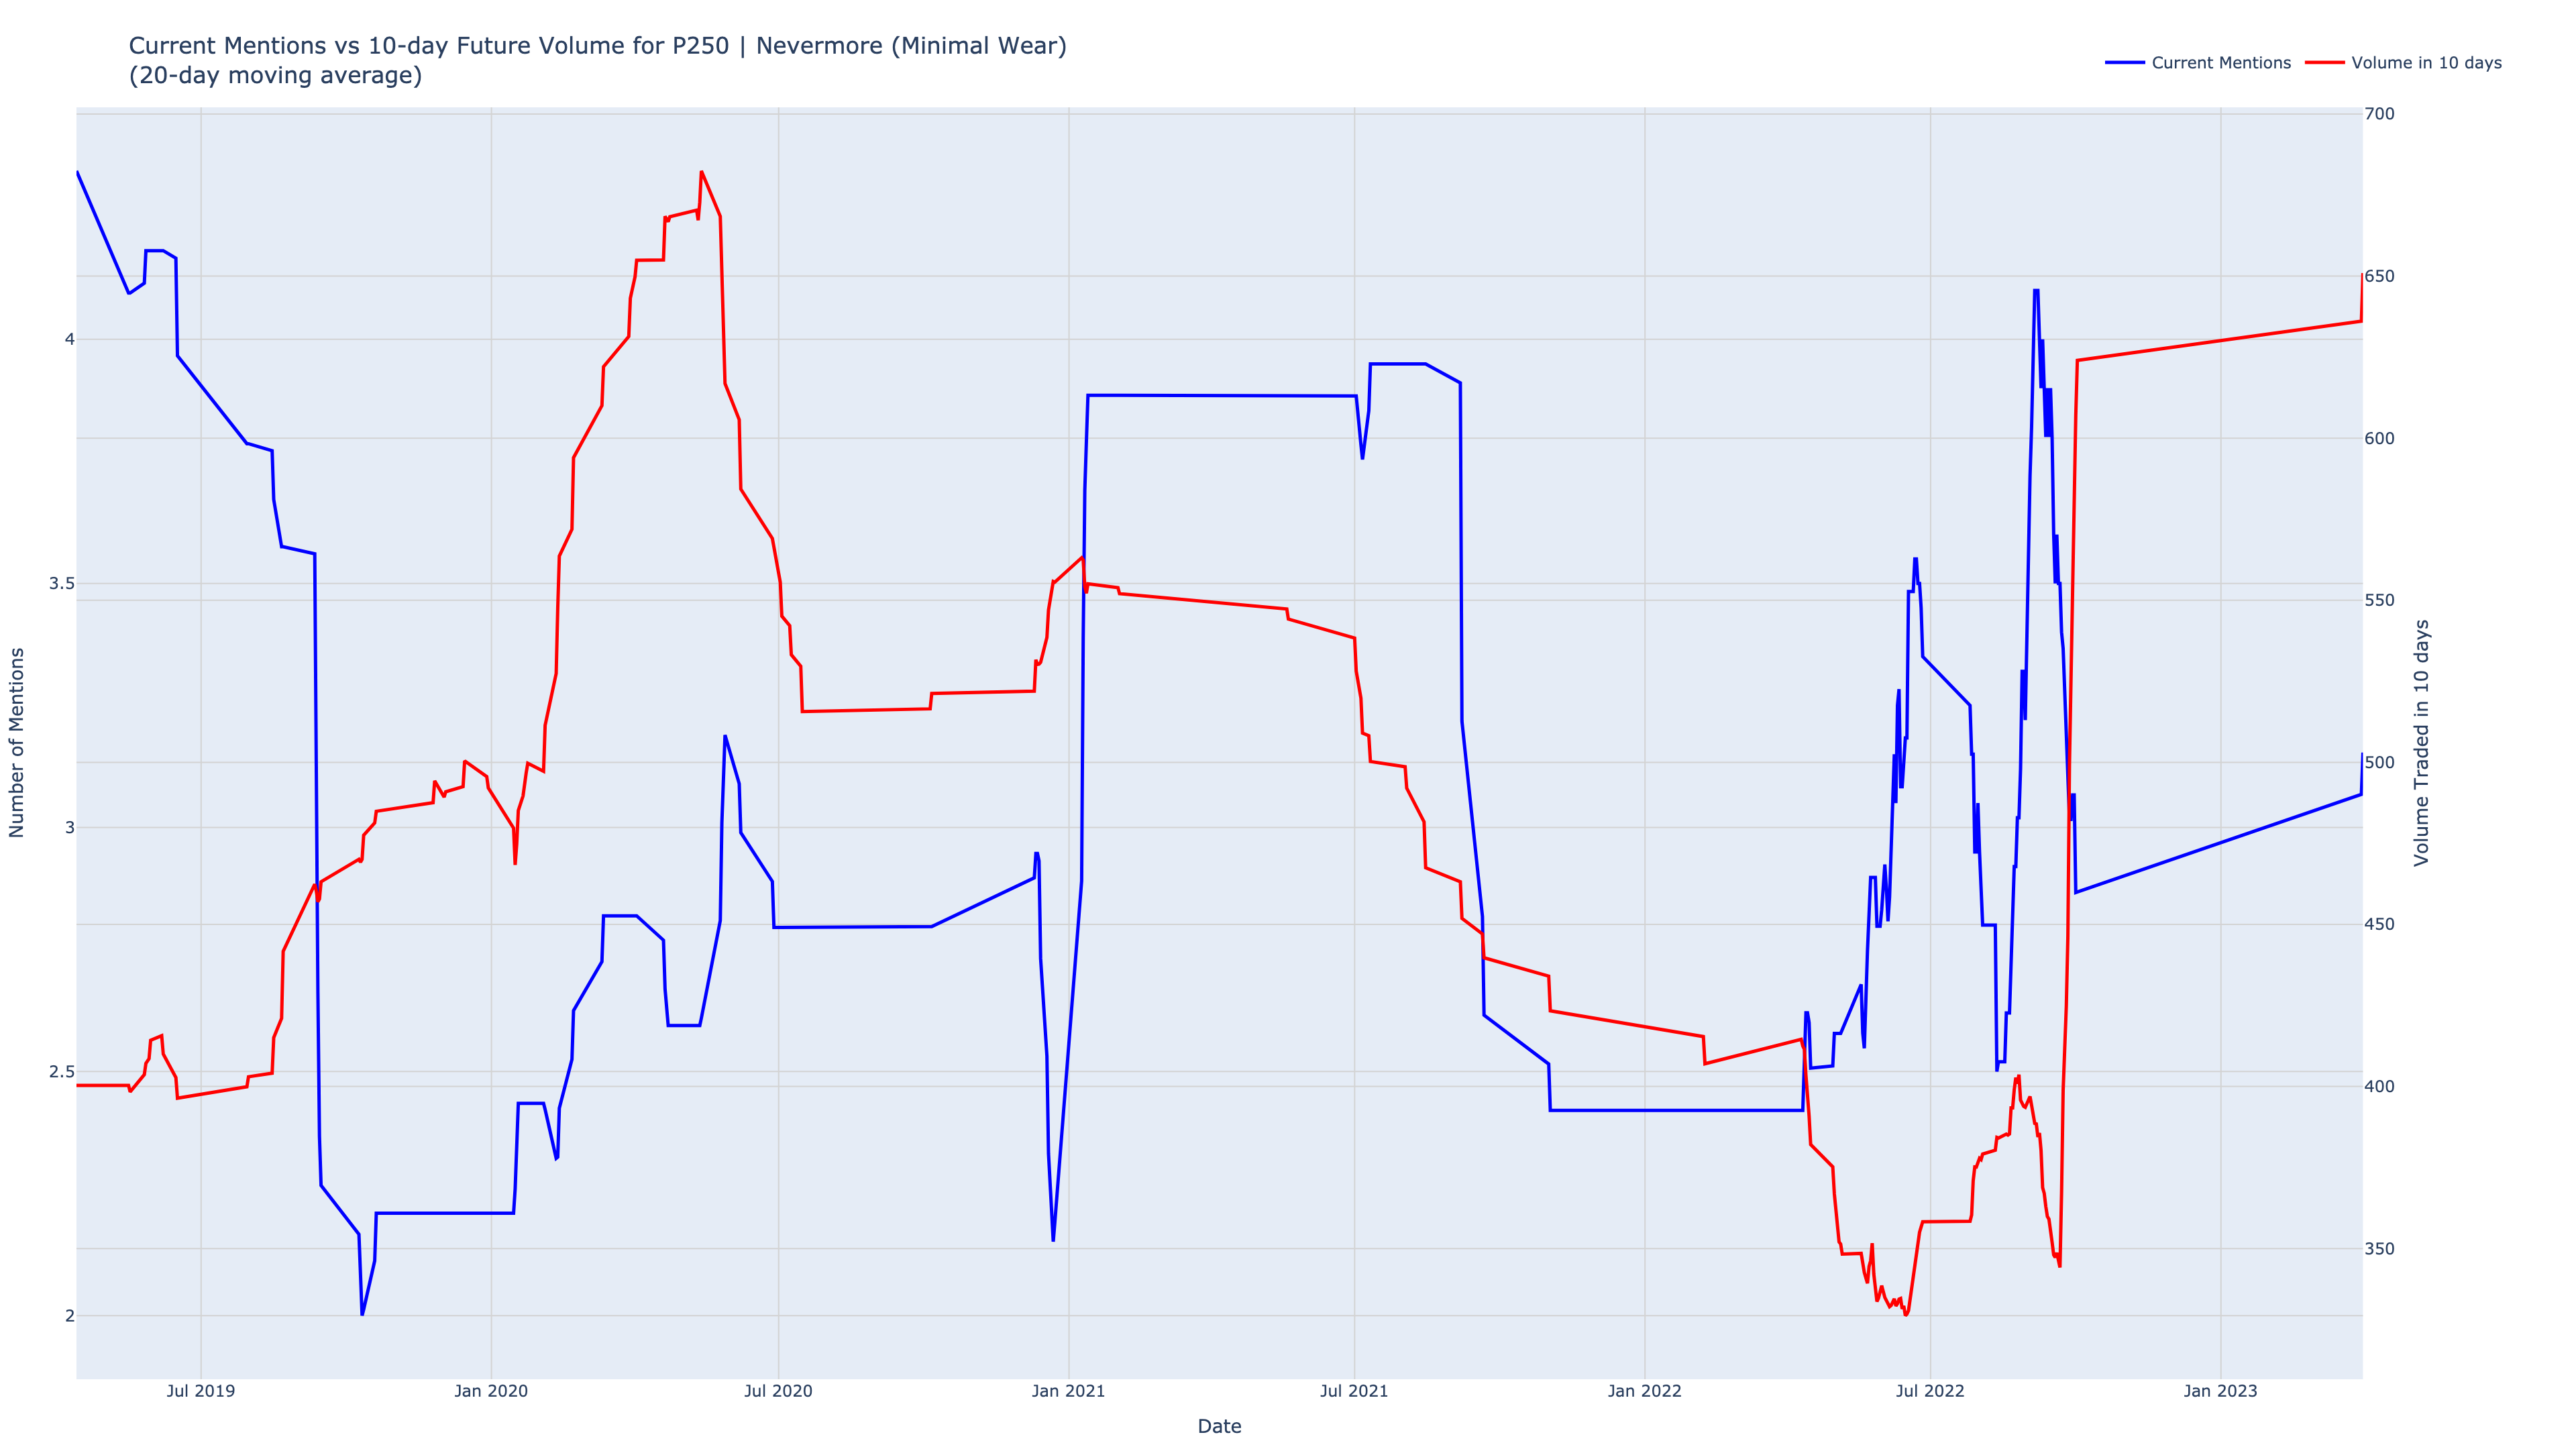 Current Mentions vs 10-day Future Volume for P250 | Nevermore (Minimal Wear)
(20-day moving average)
Current Mentions
Volume in 10 days
Number of Mentions
4
3.5
3
2.5
2
700
650
600
550
500
450
400
350
Volume Traded in 10 days
Jul 2019
Jan 2020
Jul 2020
Jan 2021
Jul 2021
Jan 2022
Jul 2022
Jan 2023
Date